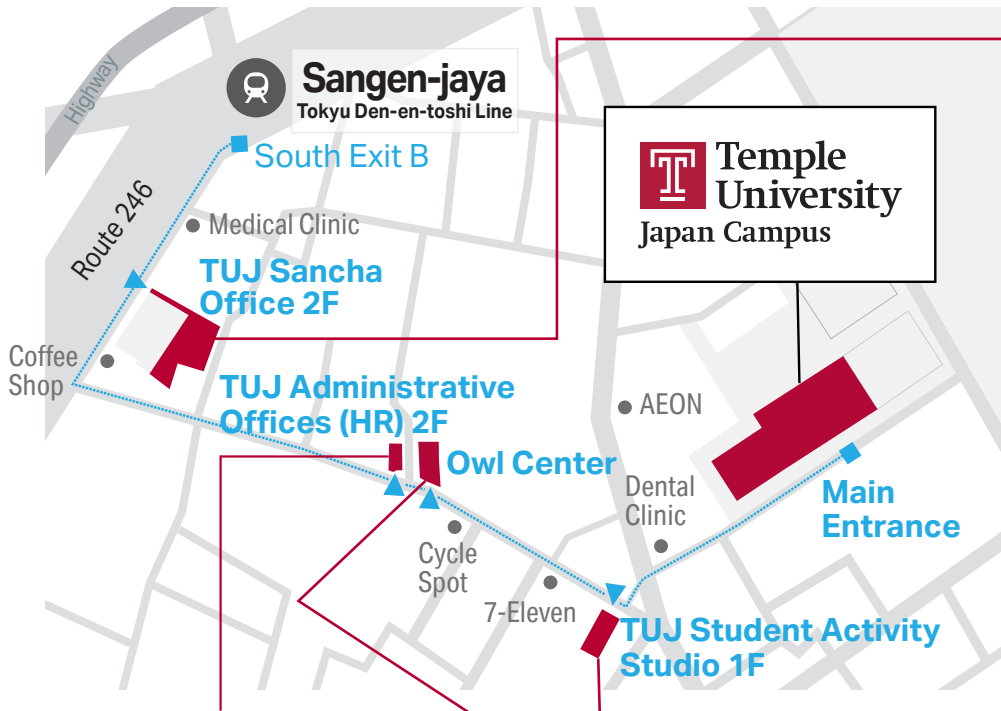 Highway
Sangen-jaya
Tokyu Den-en-toshi Line
South Exit B
Route 246
Medical Clinic
TUJ Sancha
Office 2F
Temple
University
Japan Campus
Coffee
Shop
TUJ Administrative
Offices (HR) 2F
AEON
Owl Center
Dental
Clinic
Main
Entrance
Cycle
Spot
7-Eleven
TUJ Student Activity
Studio 1F